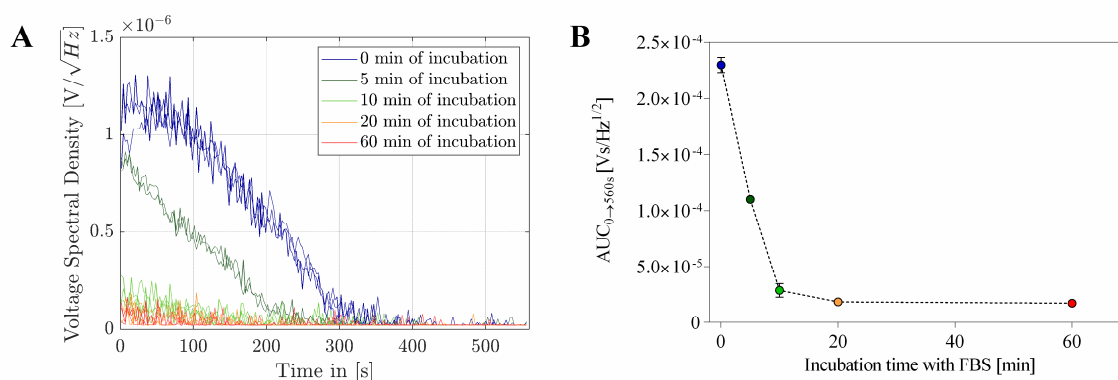 A
×10⁻⁶
1.5
1
0.5
0
Voltage Spectral Density [V/√Hz]
0 min of incubation
5 min of incubation
10 min of incubation
20 min of incubation
60 min of incubation
0 100 200 300 400 500
Time in [s]
B
2.5×10⁻⁴
2.0×10⁻⁴
1.5×10⁻⁴
1.0×10⁻⁴
5.0×10⁻⁵
0
AUC₀→₅₆₀ₛ [Vs/Hz¹ᐟ²]
0 20 40 60
Incubation time with FBS [min]